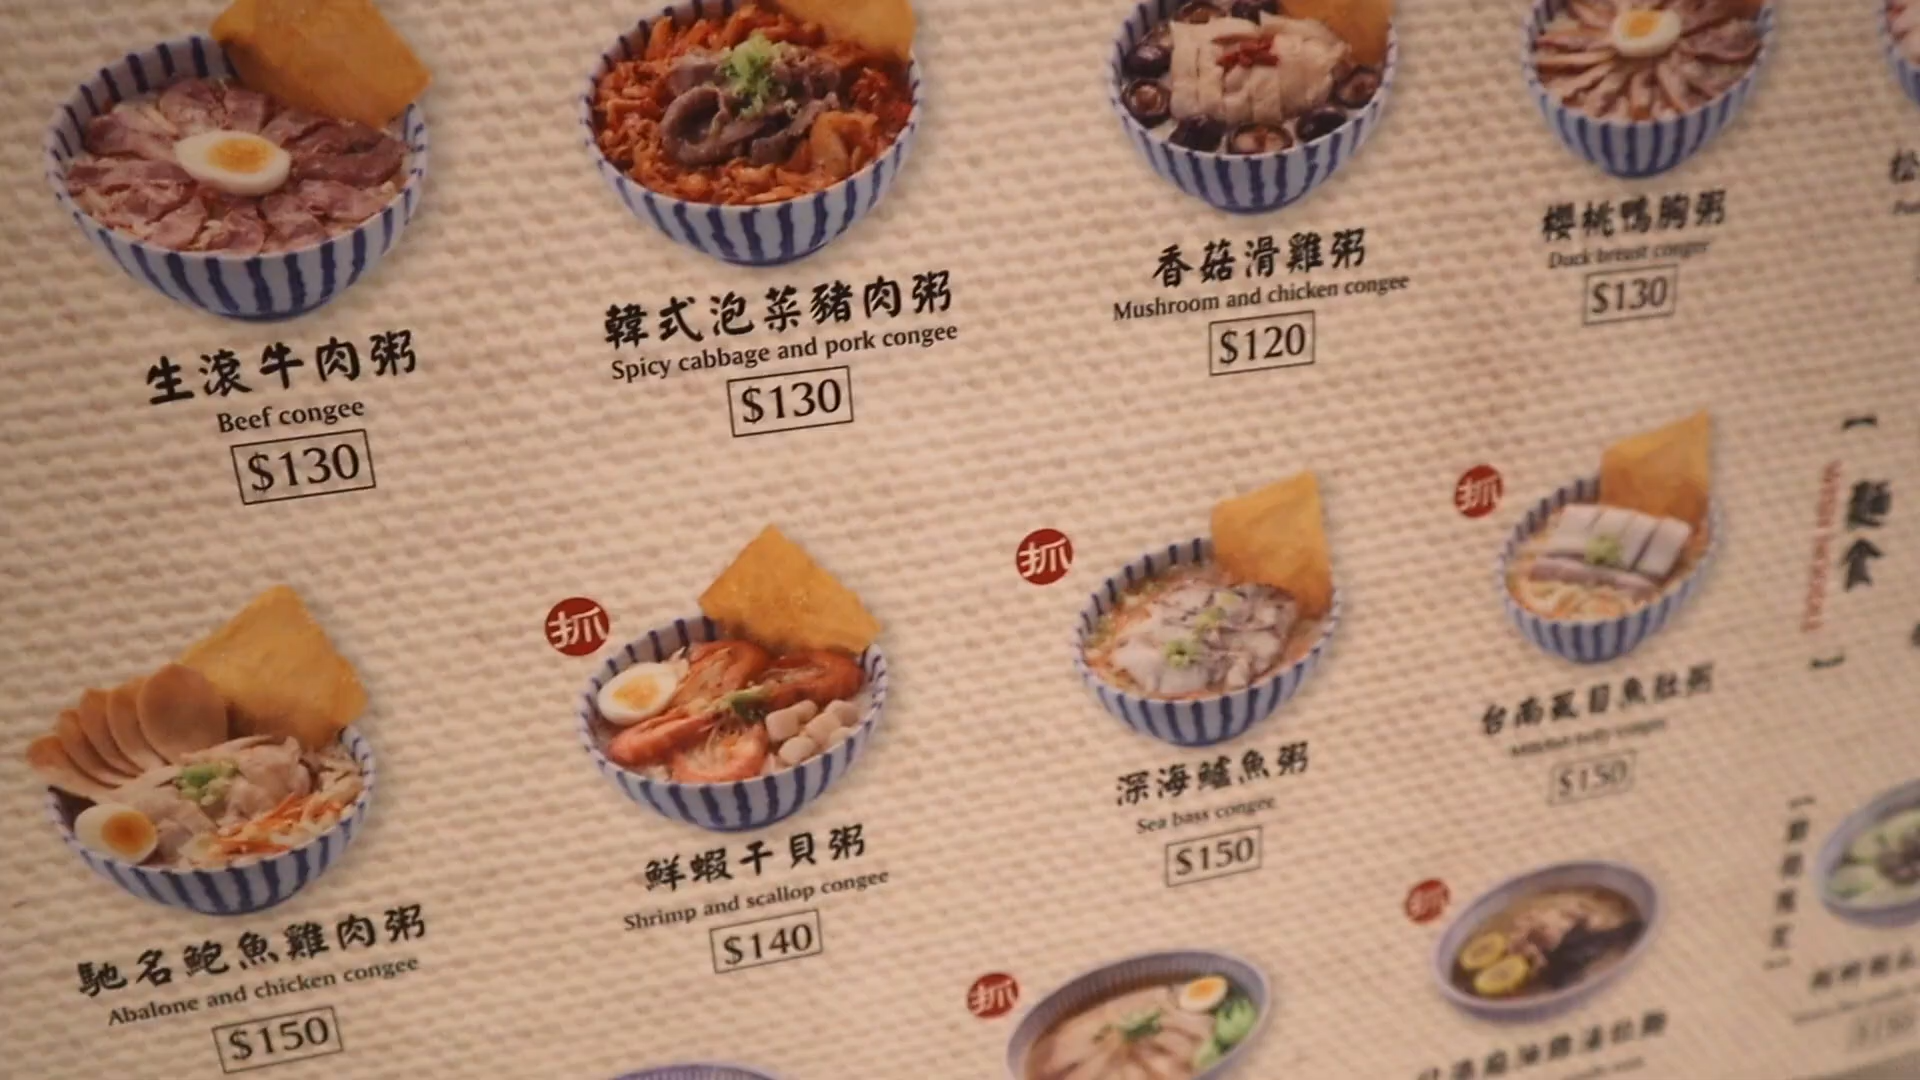 生滾牛肉粥
Beef congee
$130
韓式泡菜豬肉粥
Spicy cabbage and pork congee
$130
香菇滑雞粥
Mushroom and chicken congee
$120
櫻桃鴨胸粥
Duck breast congee
$130
松
馳名鮑魚雞肉粥
Abalone and chicken congee
$150
抓
鮮蝦干貝粥
Shrimp and scallop congee
$140
抓
深海鱸魚粥
Sea bass congee
$150
抓
台南虱目魚肚粥
$150
麵食
抓
抓